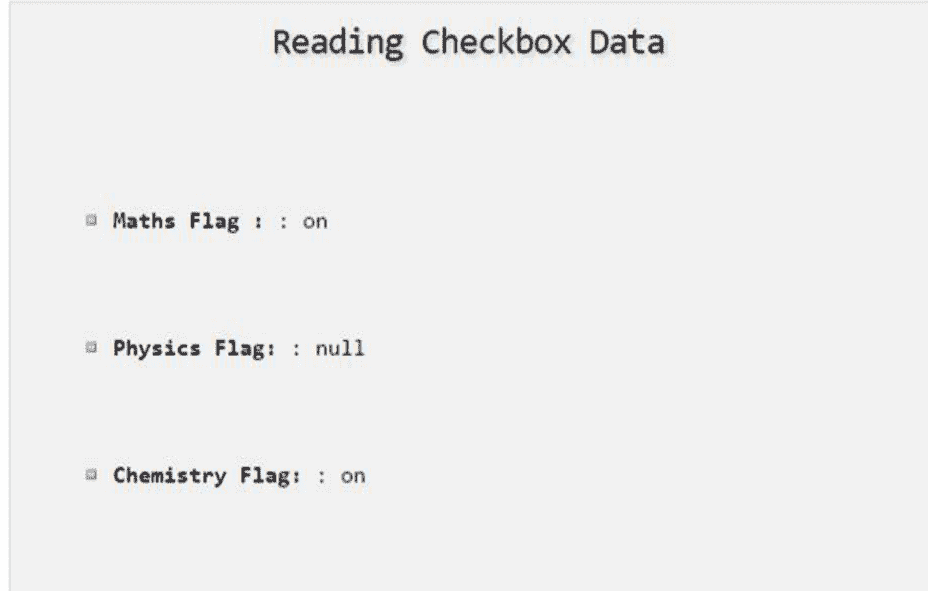 Reading Checkbox Data
Maths Flag : : on
Physics Flag: : null
Chemistry Flag: : on